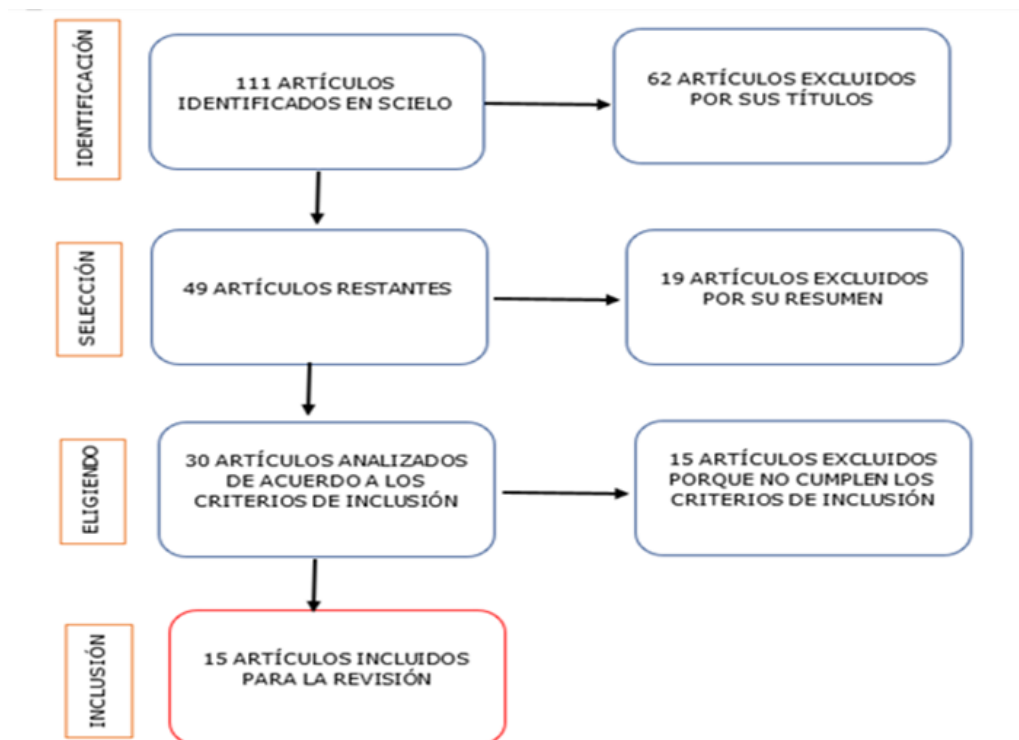 IDENTIFICACIÓN
111 ARTÍCULOS
IDENTIFICADOS EN SCIELO
62 ARTÍCULOS EXCLUIDOS
POR SUS TÍTULOS
SELECCIÓN
49 ARTÍCULOS RESTANTES
19 ARTÍCULOS EXCLUIDOS
POR SU RESUMEN
ELIGIENDO
30 ARTÍCULOS ANALIZADOS
DE ACUERDO A LOS
CRITERIOS DE INCLUSIÓN
15 ARTÍCULOS EXCLUIDOS
PORQUE NO CUMPLEN LOS
CRITERIOS DE INCLUSIÓN
INCLUSIÓN
15 ARTÍCULOS INCLUIDOS
PARA LA REVISIÓN